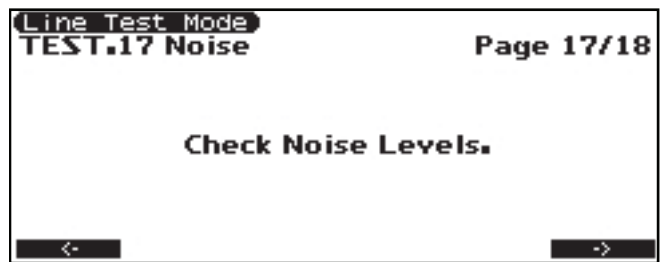 Line Test Mode
TEST.17 Noise Page 17/18
Check Noise Levels.
<- ->